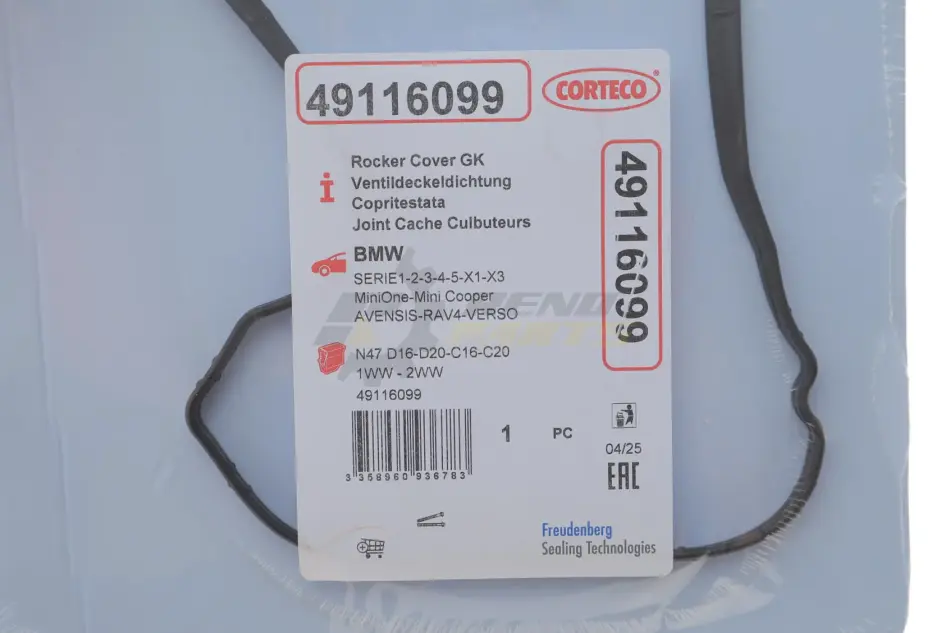 49116099
CORTECO®
49116099
Rocker Cover GK
Ventildeckeldichtung
Copritestata
Joint Cache Culbuteurs
BMW
SERIE1-2-3-4-5-X1-X3
MiniOne-Mini Cooper
AVENSIS-RAV4-VERSO
PARTS
N47 D16-D20-C16-C20
1WW - 2WW
49116099
1 PC
3 358960 936783
04/25
EAC
Freudenberg
Sealing Technologies